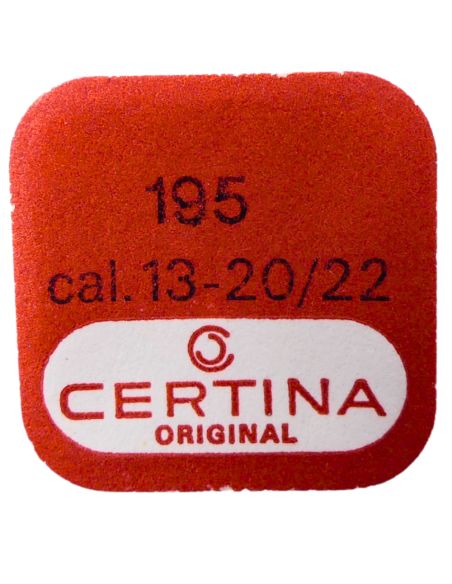 195
cal. 13-20/22
CERTINA
ORIGINAL